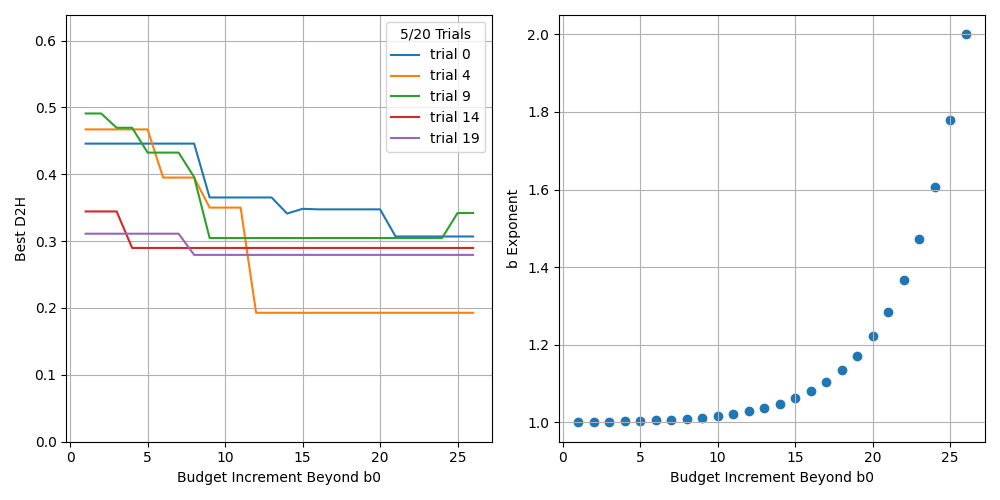 5/20 Trials
trial 0
trial 4
trial 9
trial 14
trial 19
Best D2H
0.6
0.5
0.4
0.3
0.2
0.1
0.0
0
5
10
15
20
25
Budget Increment Beyond b0
b Exponent
2.0
1.8
1.6
1.4
1.2
1.0
0
5
10
15
20
25
Budget Increment Beyond b0